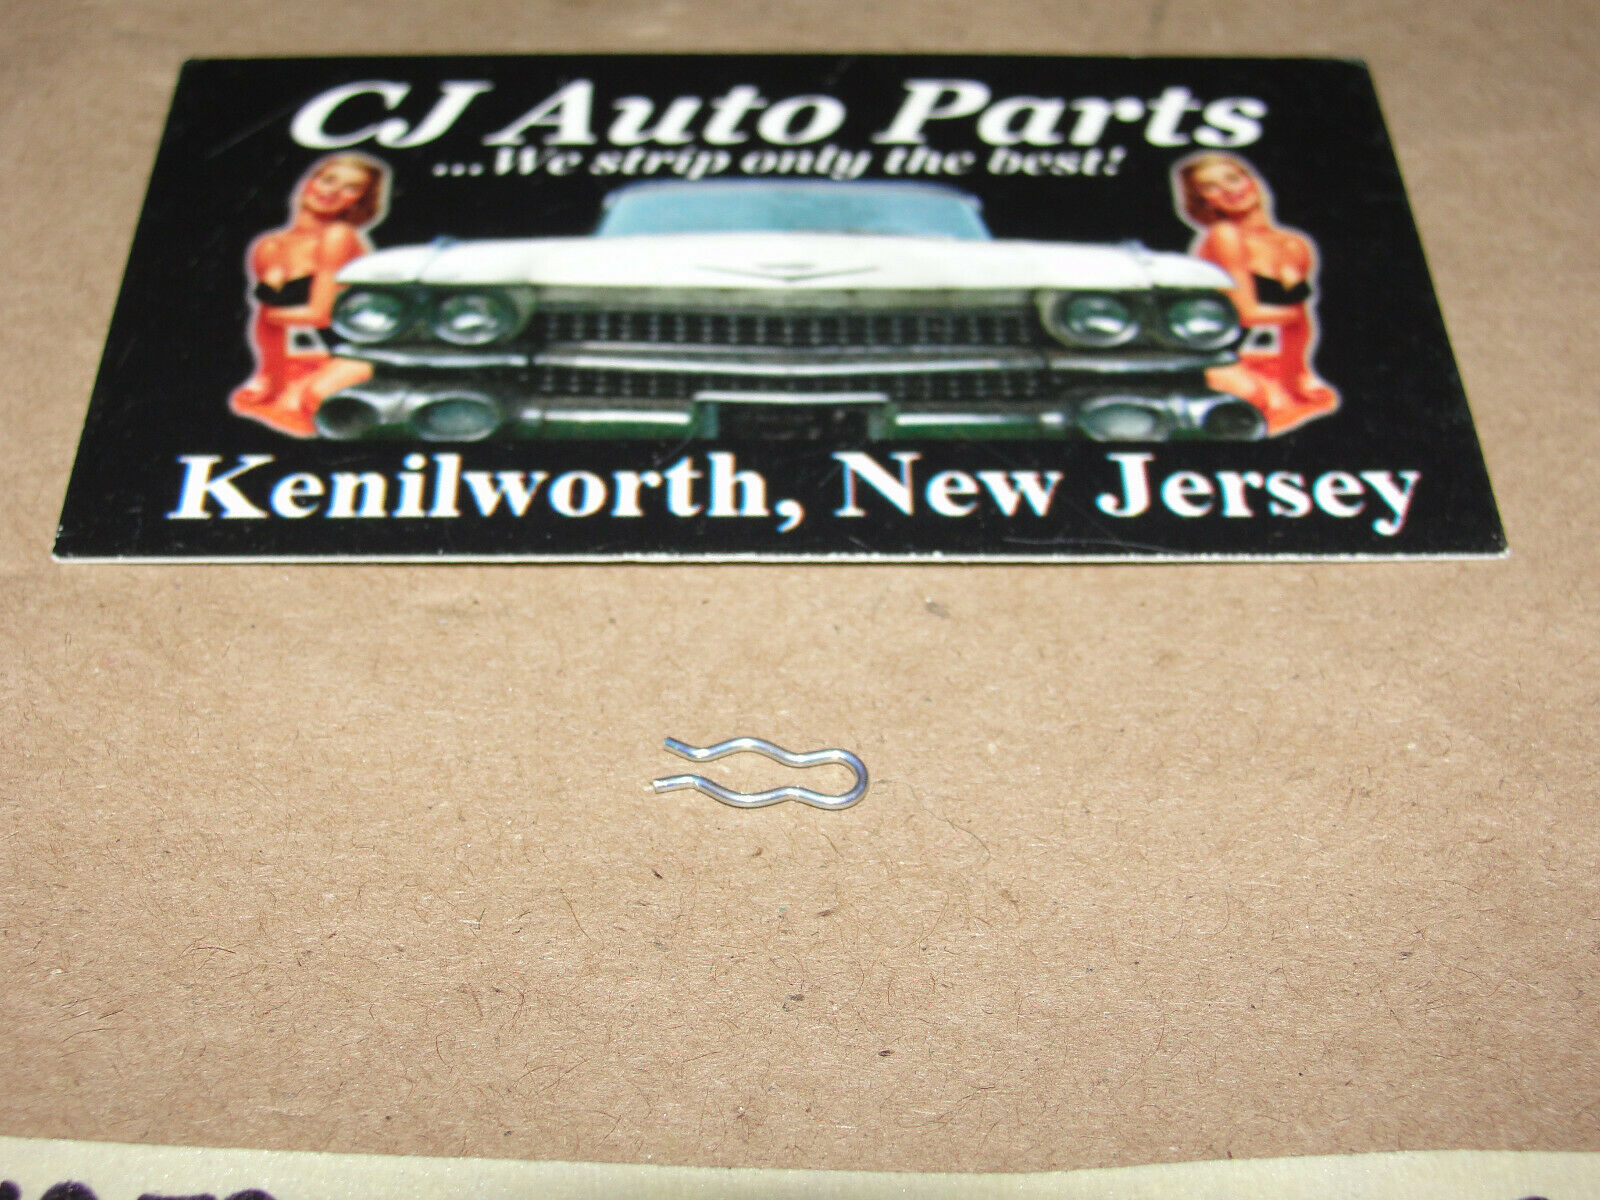 CJ Auto Parts
...We strip only the best!
Kenilworth, New Jersey